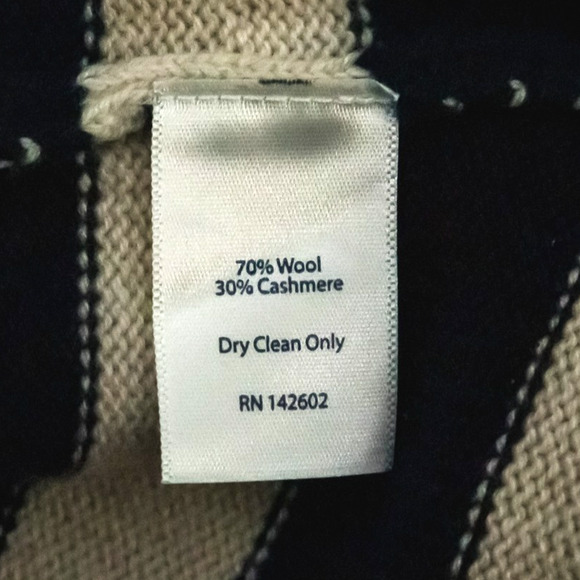 70% Wool
30% Cashmere
Dry Clean Only
RN 142602